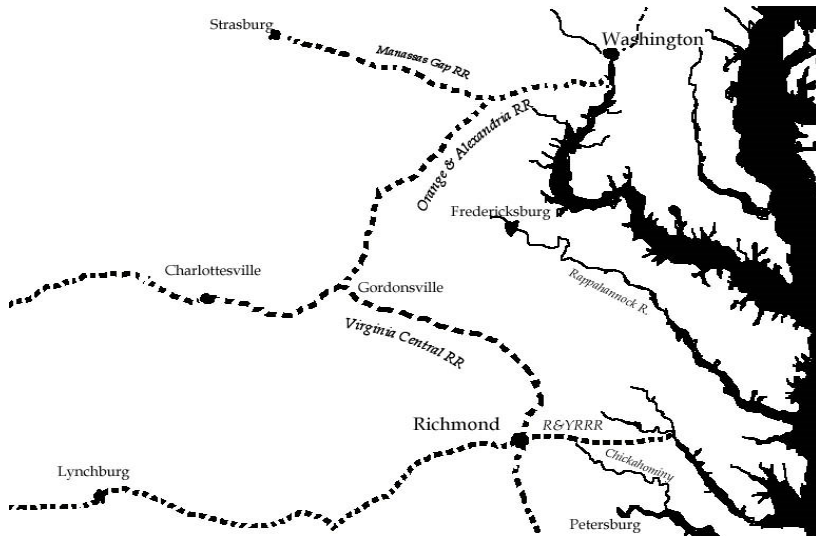 Strasburg
Washington
Manassas Gap RR
Orange & Alexandria RR
Fredericksburg
Charlottesville
Gordonsville
Rappahannock R.
Virginia Central RR
Richmond
R&YRRR
Chickahominy
Lynchburg
Petersburg